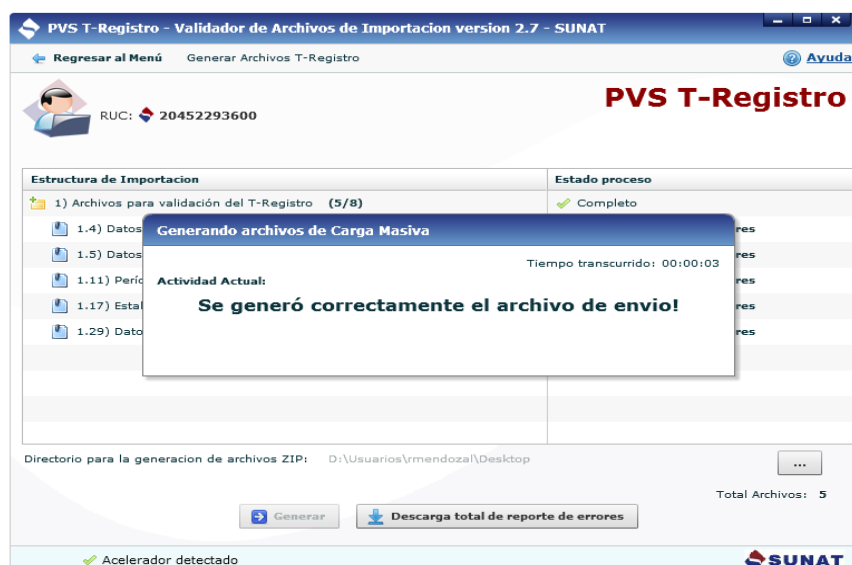 PVS T-Registro - Validador de Archivos de Importacion version 2.7 - SUNAT
Regresar al Menú Generar Archivos T-Registro Ayuda
PVS T-Registro
RUC: 20452293600
Estructura de Importacion Estado proceso
1) Archivos para validación del T-Registro (5/8) Completo
1.4) Datos res
Generando archivos de Carga Masiva
1.5) Datos res
Tiempo transcurrido: 00:00:03
1.11) Perío res
Actividad Actual:
Se generó correctamente el archivo de envio!
1.17) Estal res
1.29) Dato res
Directorio para la generacion de archivos ZIP: D:\Usuarios\rmendozal\Desktop ...
Total Archivos: 5
Generar Descarga total de reporte de errores
Acelerador detectado SUNAT